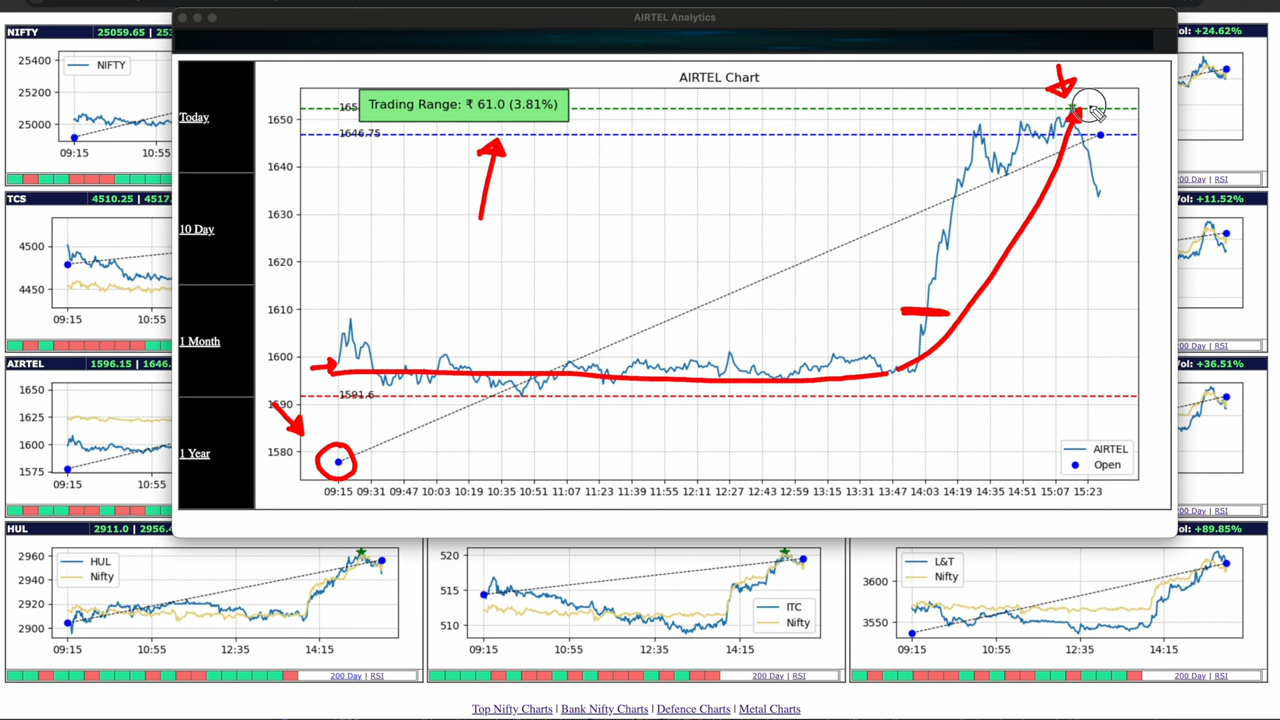 AIRTEL Analytics
NIFTY 25059.65 | 253
Vol: +24.62%
25400
25000
NIFTY
09:15 10:55
200 Day | RSI
TCS 4510.25 | 4517.
Vol: +11.52%
4500
4450
09:15 10:55
RSI
AIRTEL 1596.15 | 1646.
Vol: +36.51%
1650
1625
1600
1575
09:15 10:55
RSI
Today
10 Day
1 Month
1 Year
AIRTEL Chart
Trading Range: ₹ 61.0 (3.81%)
165
1646.75
1591.6
1650
1640
1630
1620
1610
1600
1590
1580
AIRTEL
Open
09:15 09:31 09:47 10:03 10:19 10:35 10:51 11:07 11:23 11:39 11:55 12:11 12:27 12:43 12:59 13:15 13:31 13:47 14:03 14:19 14:35 14:51 15:07 15:23
HUL 2911.0 | 2956.4
+89.85%
2960
2940
2920
2900
HUL
Nifty
09:15 10:55 12:35 14:15
200 Day | RSI
520
515
510
ITC
Nifty
09:15 10:55 12:35 14:15
200 Day | RSI
3600
3550
L&T
Nifty
09:15 10:55 12:35 14:15
200 Day | RSI
Top Nifty Charts | Bank Nifty Charts | Defence Charts | Metal Charts